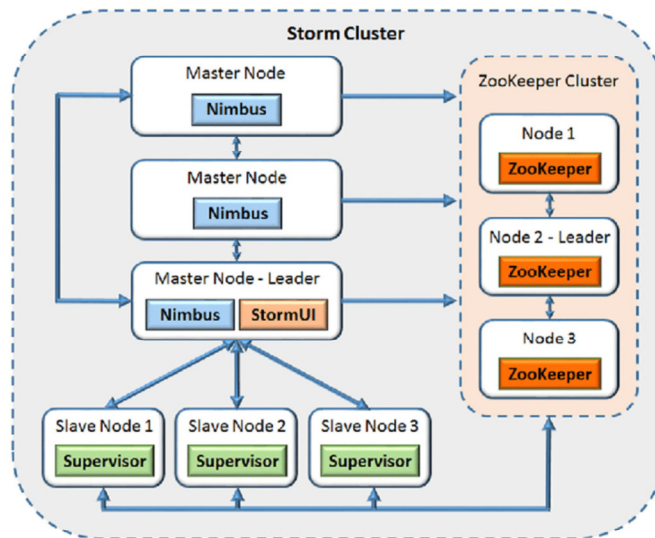 Storm Cluster
Master Node
Nimbus
Master Node
Nimbus
Master Node - Leader
Nimbus
StormUI
Slave Node 1
Supervisor
Slave Node 2
Supervisor
Slave Node 3
Supervisor
ZooKeeper Cluster
Node 1
ZooKeeper
Node 2 - Leader
ZooKeeper
Node 3
ZooKeeper